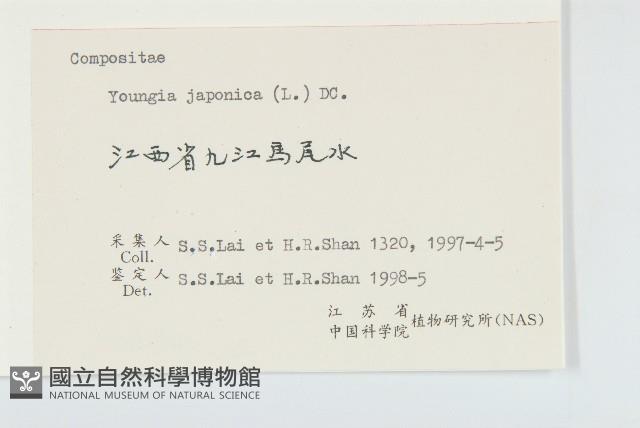 Compositae
Youngia japonica (L.) DC.
江西省九江馬尾水
采集人 S.S.Lai et H.R.Shan 1320, 1997-4-5
Coll.
鉴定人 S.S.Lai et H.R.Shan 1998-5
Det.
江苏省
中国科学院 植物研究所(NAS)
國立自然科學博物館
NATIONAL MUSEUM OF NATURAL SCIENCE